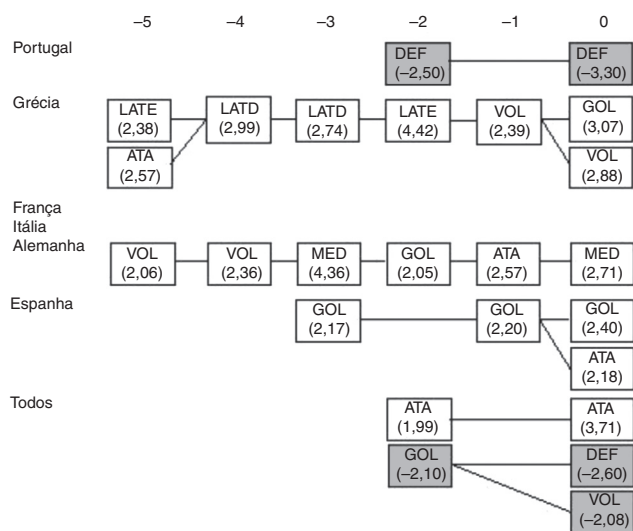 –5 –4 –3 –2 –1 0
Portugal
DEF DEF
(–2,50) (–3,30)
Grécia
LATE LATD LATD LATE VOL GOL
(2,38) (2,99) (2,74) (4,42) (2,39) (3,07)
ATA VOL
(2,57) (2,88)
França
Itália
Alemanha
VOL VOL MED GOL ATA MED
(2,06) (2,36) (4,36) (2,05) (2,57) (2,71)
Espanha
GOL GOL GOL
(2,17) (2,20) (2,40)
ATA
(2,18)
Todos
ATA ATA
(1,99) (3,71)
GOL DEF
(–2,10) (–2,60)
VOL
(–2,08)